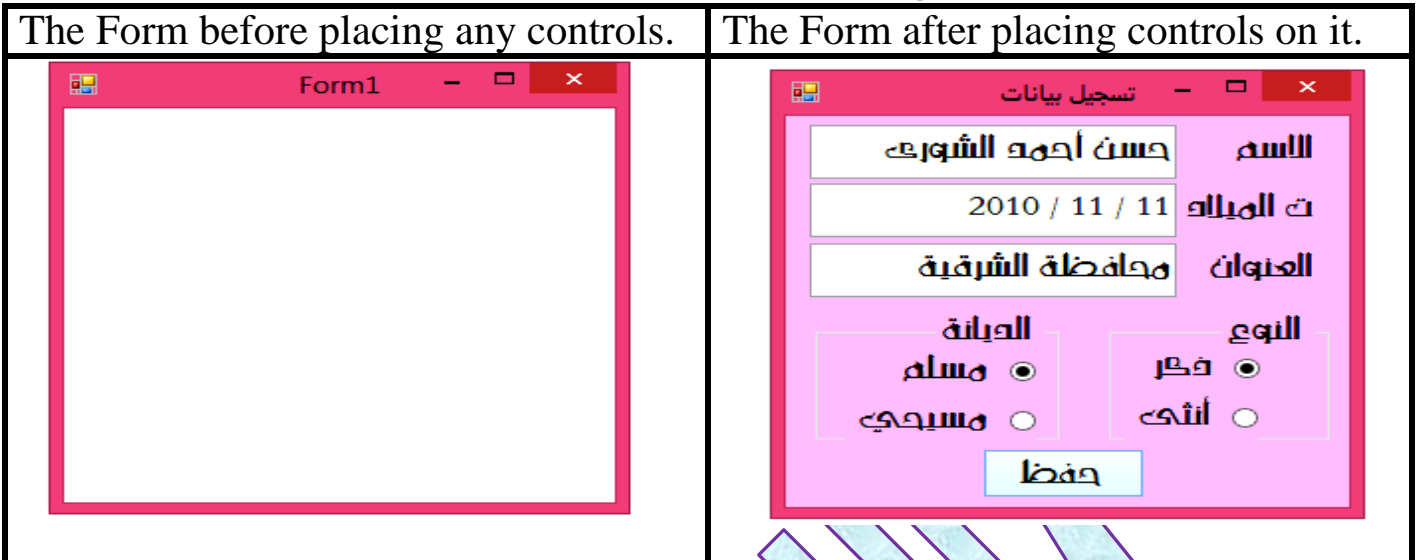 The Form before placing any controls.
The Form after placing controls on it.
Form1
تسجيل بيانات
الاسم
حسن أحمد الشورى
ت الميلاد
11 / 11 / 2010
العنوان
محافظة الشرقية
النوع
ذكر
أنثى
الديانة
مسلم
مسيحي
حفظ